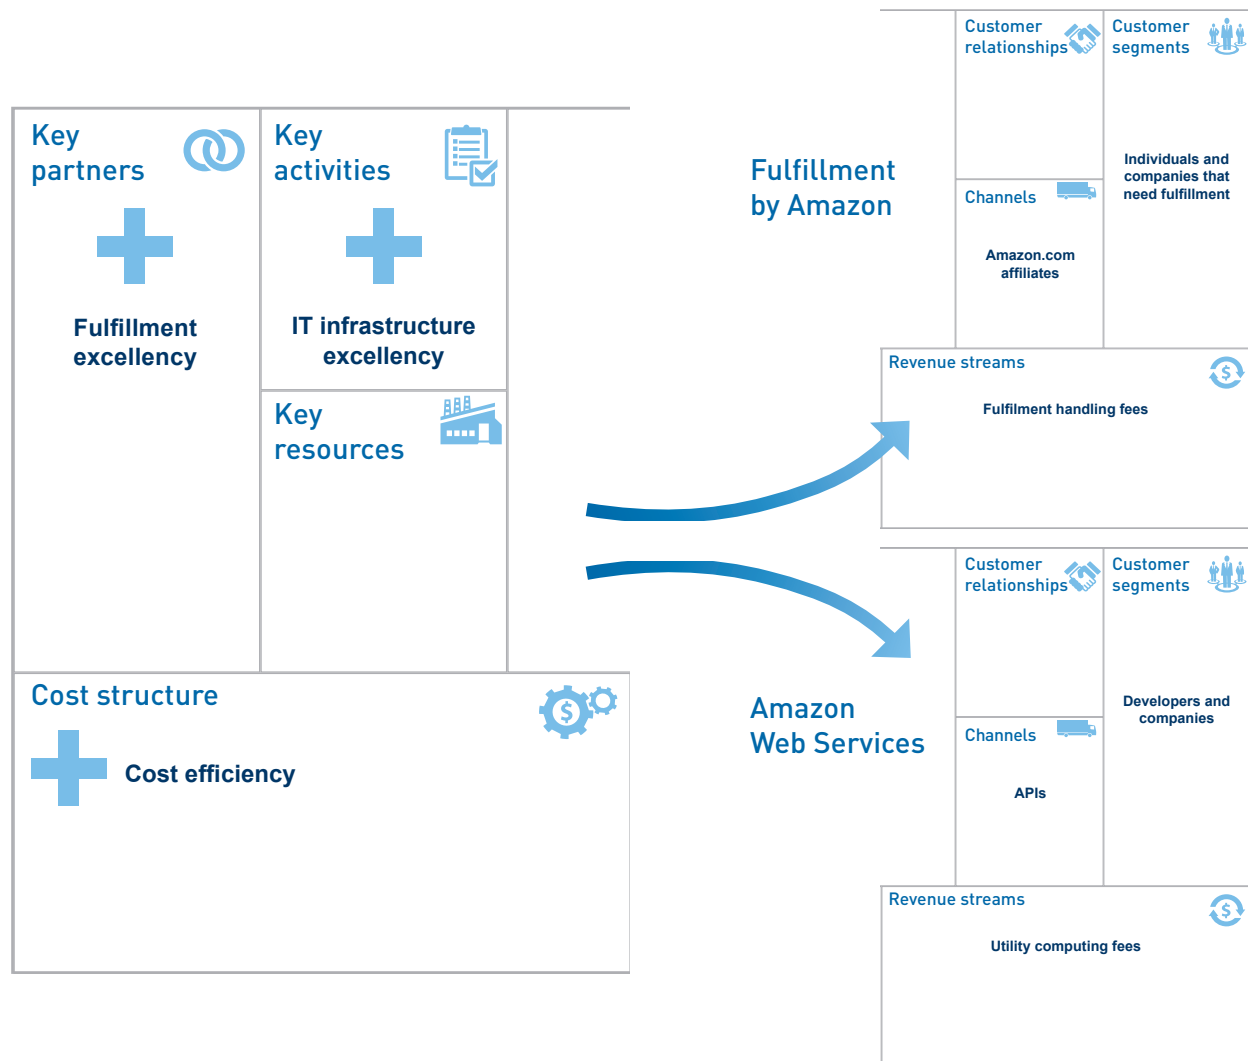 Key
partners
Fulfillment
excellency
Key
activities
IT infrastructure
excellency
Key
resources
Cost structure
$
Cost efficiency
Fulfillment
by Amazon
Customer
relationships
Customer
segments
Individuals and
companies that
need fulfillment
Channels
Amazon.com
affiliates
Revenue streams
$
Fulfilment handling fees
Amazon
Web Services
Customer
relationships
Customer
segments
Developers and
companies
Channels
APIs
Revenue streams
$
Utility computing fees